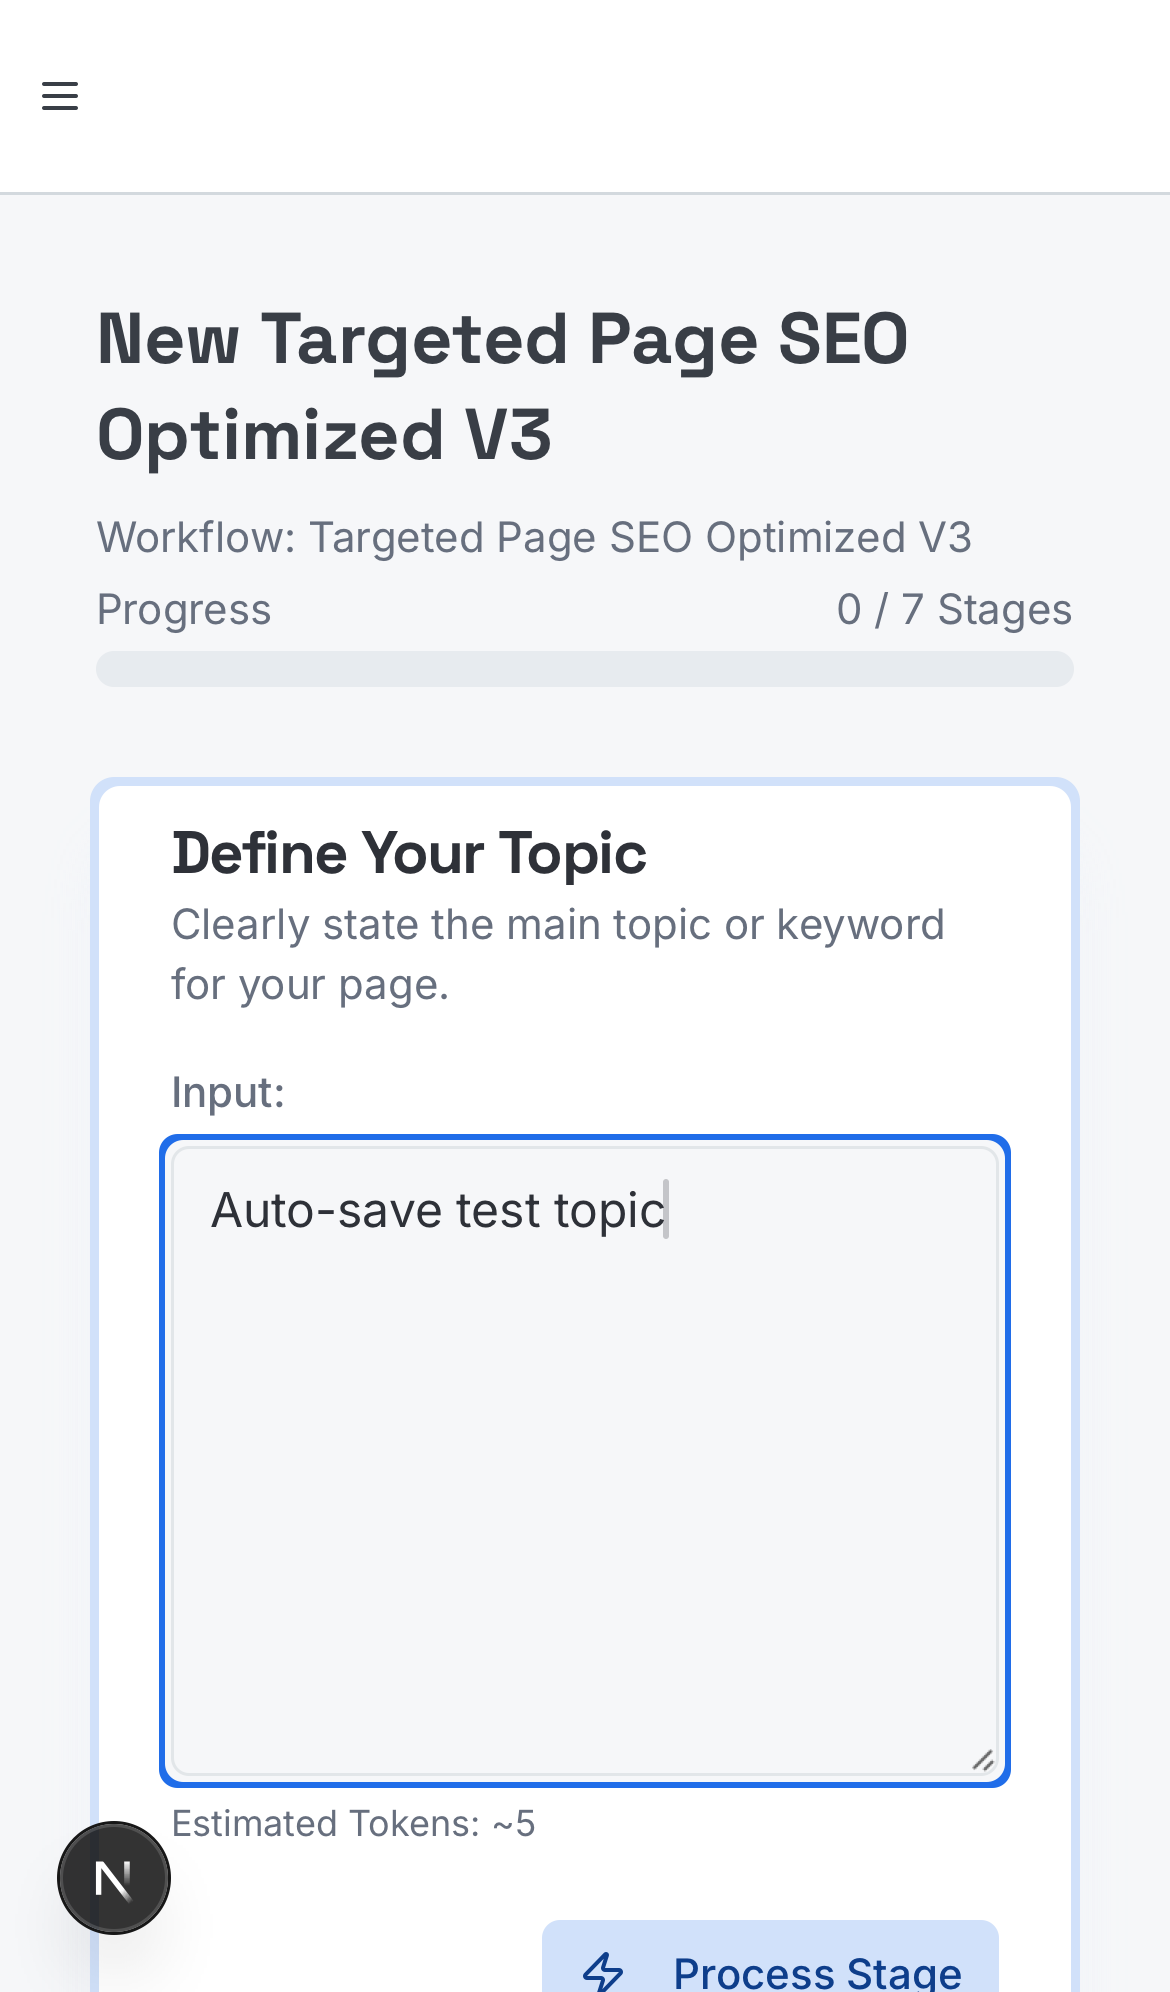 New Targeted Page SEO
Optimized V3
Workflow: Targeted Page SEO Optimized V3
Progress 0 / 7 Stages
Define Your Topic
Clearly state the main topic or keyword
for your page.
Input:
Auto-save test topic
Estimated Tokens: ~5
N
Process Stage